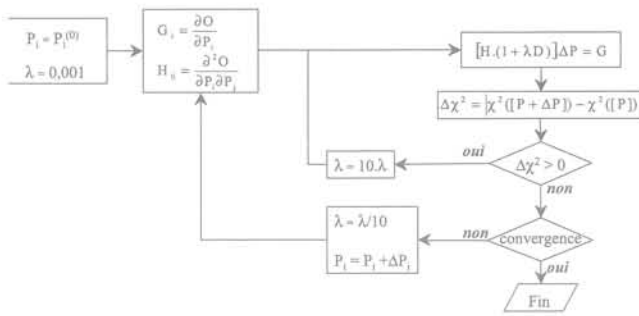 P_i = P_i^(0)
λ = 0,001
G_i = ∂O/∂P_i
H_ij = ∂²O/∂P_i∂P_j
[H.(1+λD)]ΔP = G
Δχ² = |χ²([P + ΔP]) − χ²([P])
oui
λ = 10.λ
Δχ² > 0
non
λ = λ/10
P_i = P_i + ΔP_i
non
convergence
oui
Fin